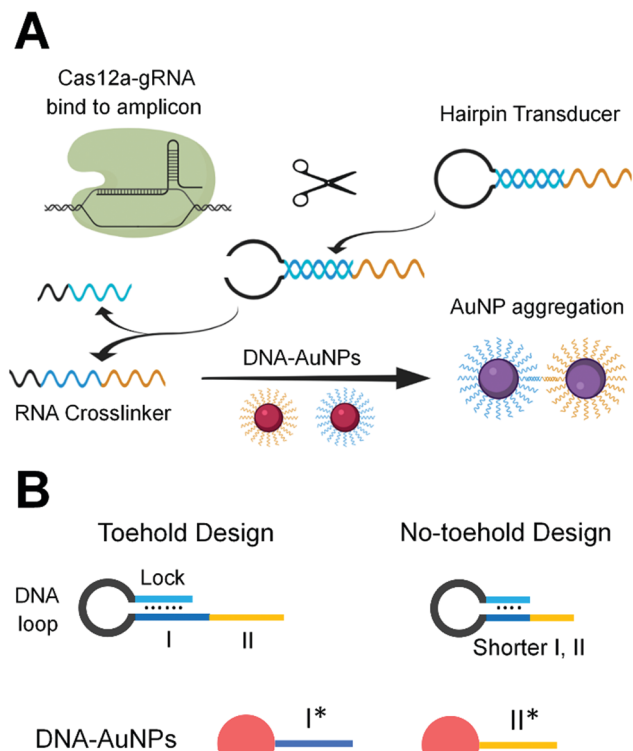 A
Cas12a-gRNA
bind to amplicon
Hairpin Transducer
AuNP aggregation
DNA-AuNPs
RNA Crosslinker
B
Toehold Design
No-toehold Design
DNA
loop
Lock
I
II
Shorter I, II
DNA-AuNPs
I*
II*